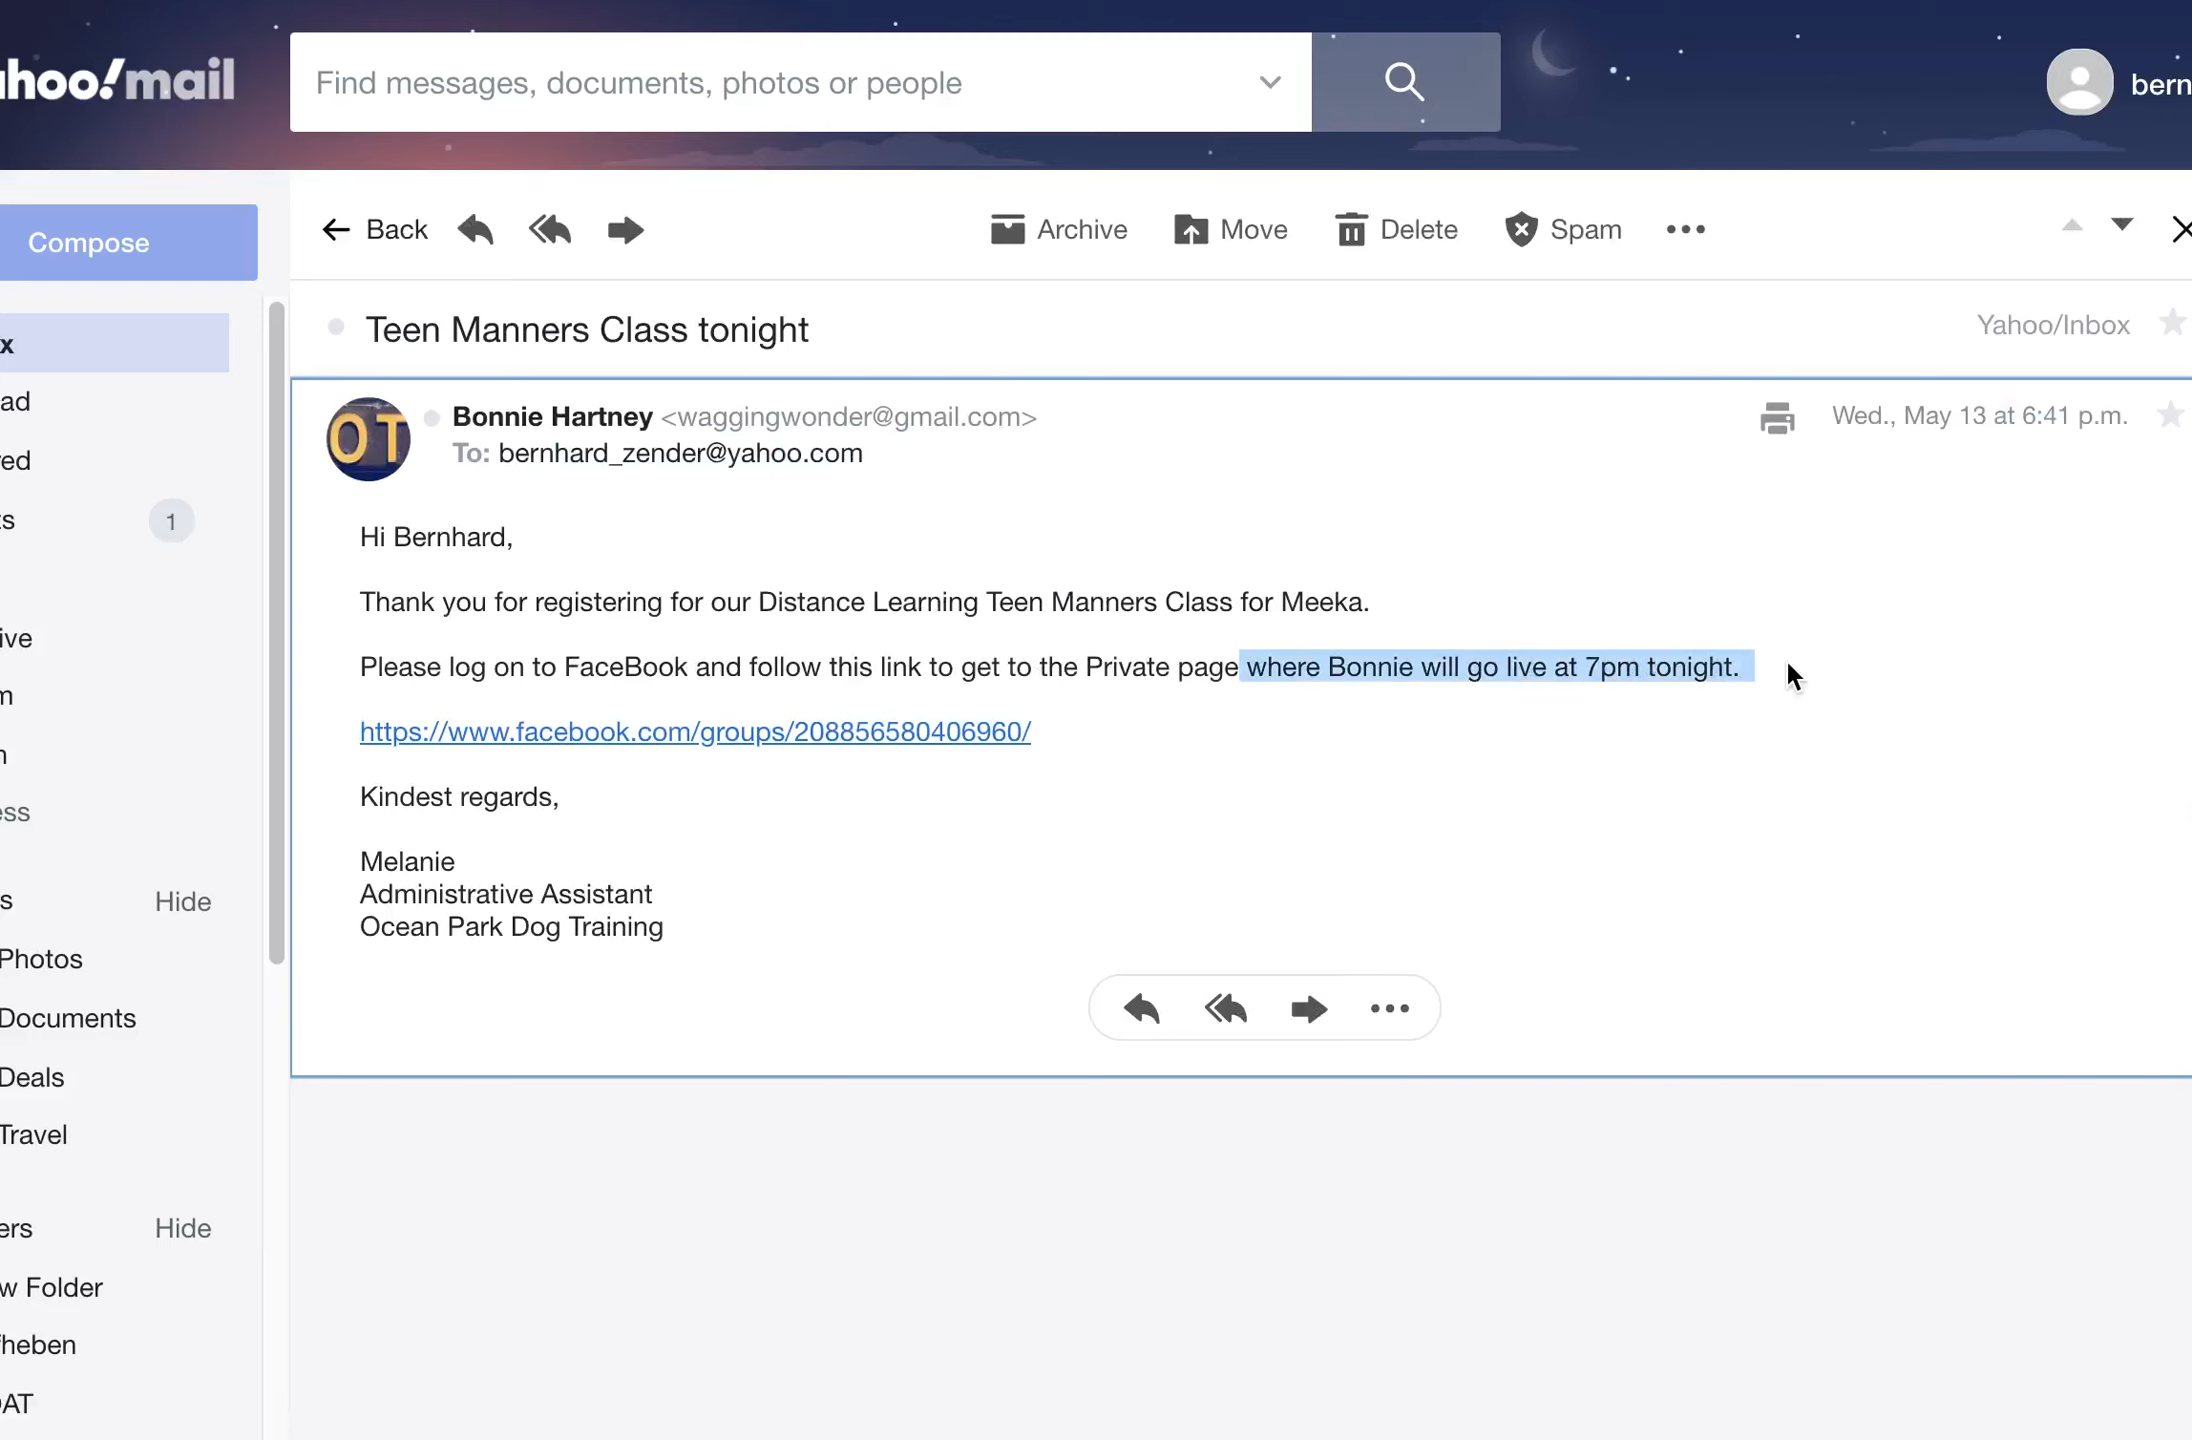 hoo!mail
Find messages, documents, photos or people
bern
Compose
Back
Archive
Move
Delete
Spam
Teen Manners Class tonight
Yahoo/Inbox
x
ad
ed
ts
1
ive
m
n
ess
s
Hide
Photos
Documents
Deals
Travel
ers
Hide
w Folder
fheben
OAT
OT
Bonnie Hartney <waggingwonder@gmail.com>
Wed., May 13 at 6:41 p.m.
To: bernhard_zender@yahoo.com
Hi Bernhard,
Thank you for registering for our Distance Learning Teen Manners Class for Meeka.
Please log on to FaceBook and follow this link to get to the Private page where Bonnie will go live at 7pm tonight.
https://www.facebook.com/groups/208856580406960/
Kindest regards,
Melanie
Administrative Assistant
Ocean Park Dog Training